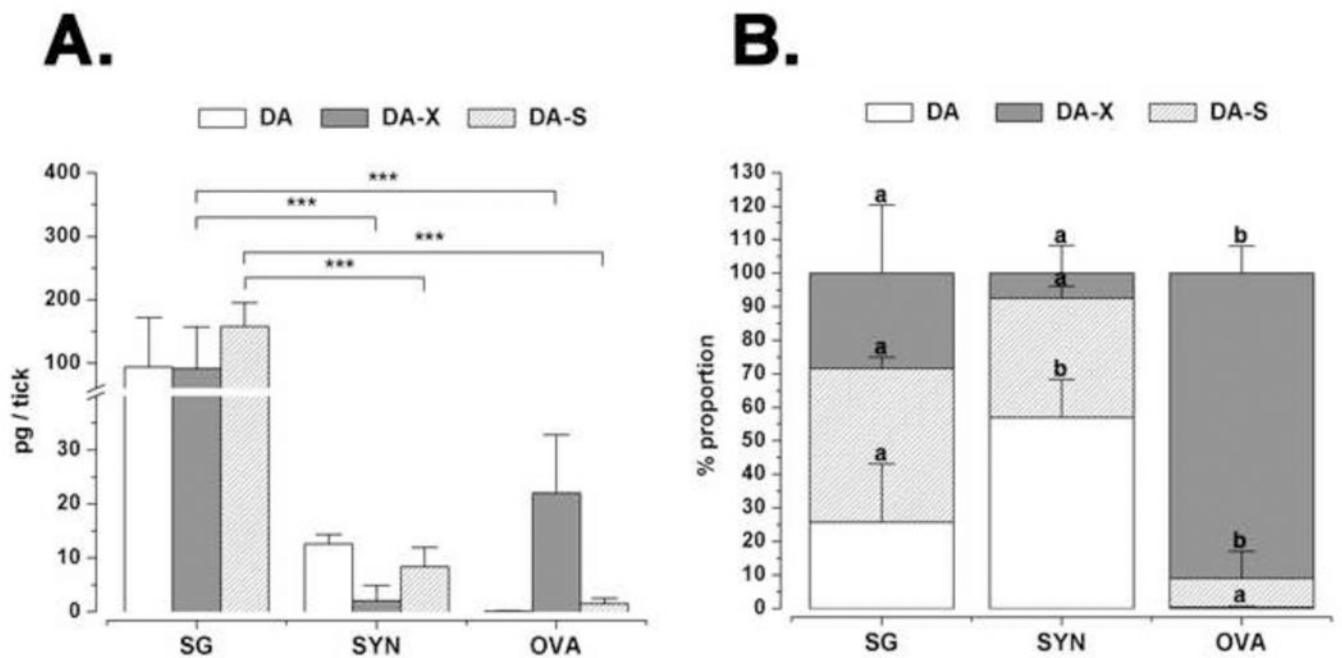 A.
DA DA-X DA-S
400
300
200
100
30
20
10
0
pg / tick
***
***
***
***
SG SYN OVA
B.
DA DA-X DA-S
130
120
110
100
90
80
70
60
50
40
30
20
10
0
% proportion
a a b
a a b
a b a
SG SYN OVA